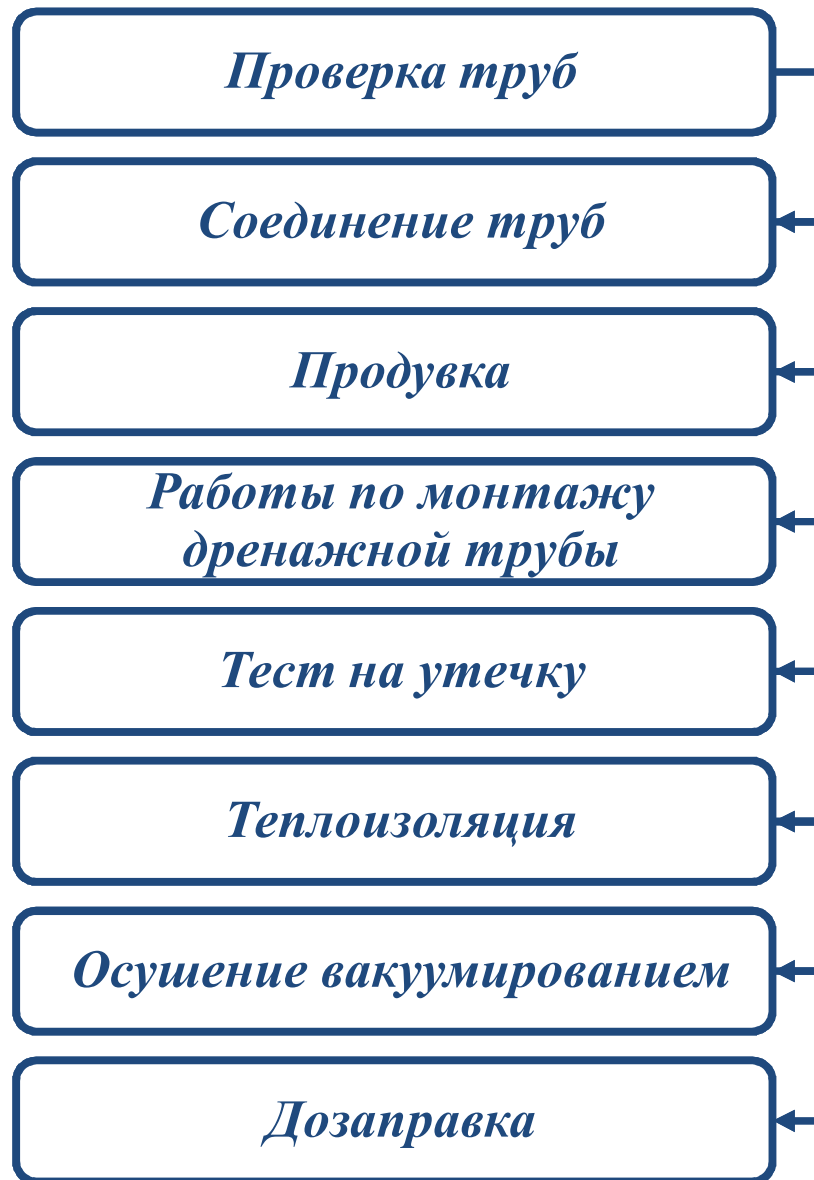 Проверка труб
Соединение труб
Продувка
Работы по монтажу
дренажной трубы
Тест на утечку
Теплоизоляция
Осушение вакуумированием
Дозаправка